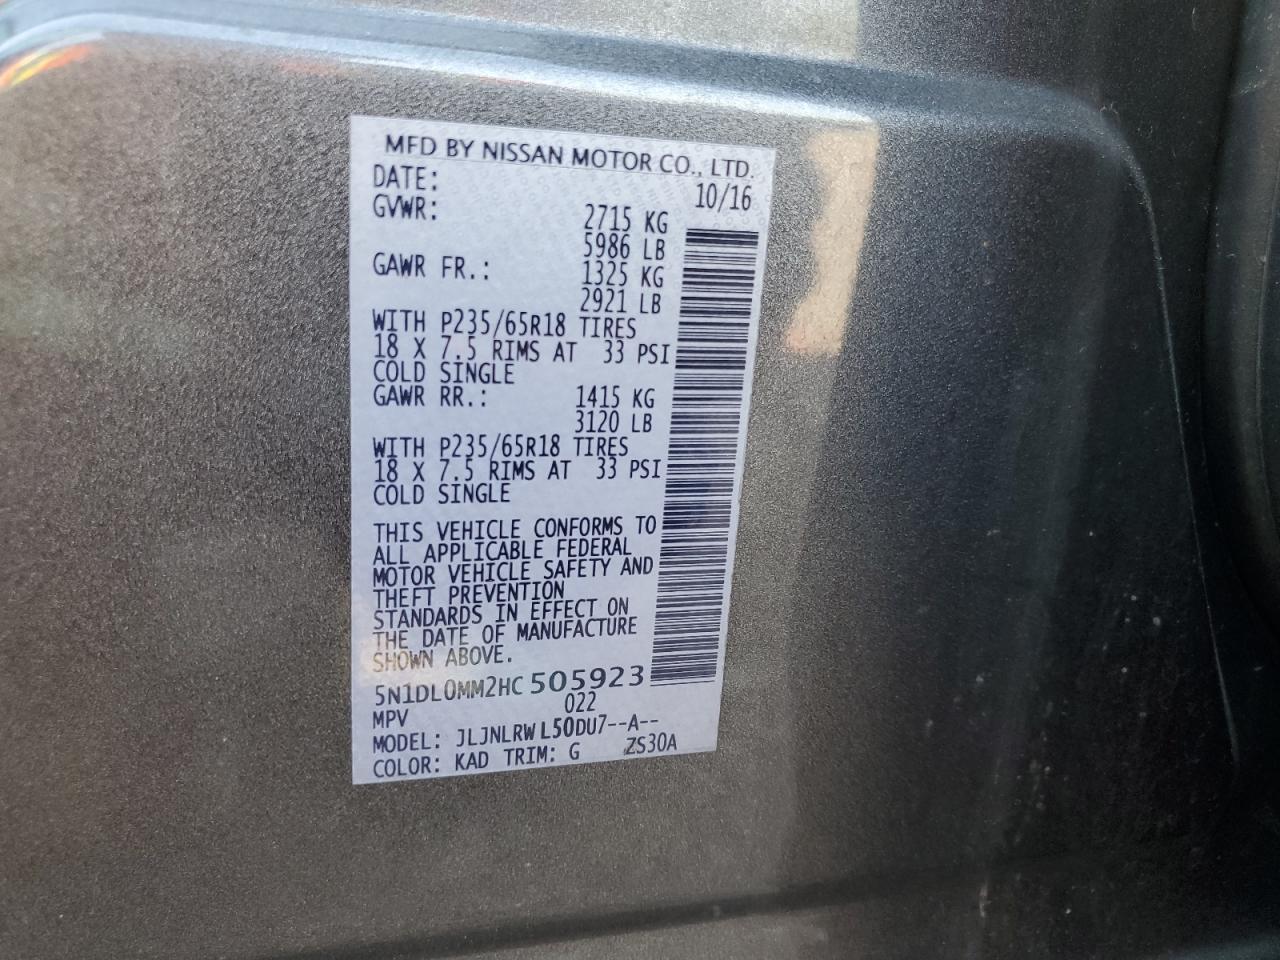 MFD BY NISSAN MOTOR CO., LTD.
DATE: 10/16
GVWR: 2715 KG
5986 LB
GAWR FR.: 1325 KG
2921 LB
WITH P235/65R18 TIRES
18 X 7.5 RIMS AT 33 PSI
COLD SINGLE
GAWR RR.: 1415 KG
3120 LB
WITH P235/65R18 TIRES
18 X 7.5 RIMS AT 33 PSI
COLD SINGLE
THIS VEHICLE CONFORMS TO
ALL APPLICABLE FEDERAL
MOTOR VEHICLE SAFETY AND
THEFT PREVENTION
STANDARDS IN EFFECT ON
THE DATE OF MANUFACTURE
SHOWN ABOVE.
5N1DL0MM2HC 505923
MPV 022
MODEL: JLJNLRW L50DU7--A--
COLOR: KAD TRIM: G ZS30A